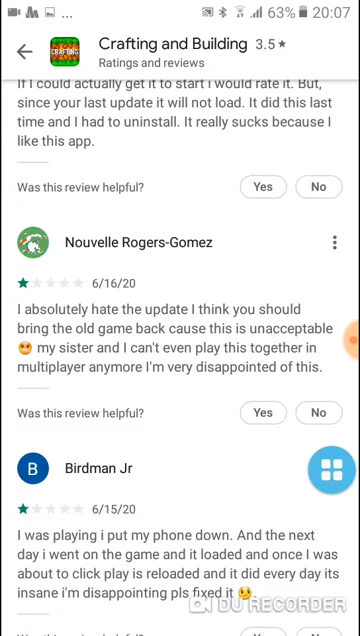 63% 20:07
CRAFTING
Crafting and Building 3.5★
Ratings and reviews
If I could actually get it to start i would rate it. But,
since your last update it will not load. It did this last
time and I had to uninstall. It really sucks because I
like this app.
Was this review helpful? Yes No
Nouvelle Rogers-Gomez
6/16/20
I absolutely hate the update I think you should
bring the old game back cause this is unacceptable
😠 my sister and I can't even play this together in
multiplayer anymore I'm very disappointed of this.
Was this review helpful? Yes No
B Birdman Jr
6/15/20
I was playing i put my phone down. And the next
day i went on the game and it loaded and once I was
about to click play is reloaded and it did every day its
insane i'm disappointing pls fixed it 🤨.
DU RECORDER
Was this review helpful? Yes No